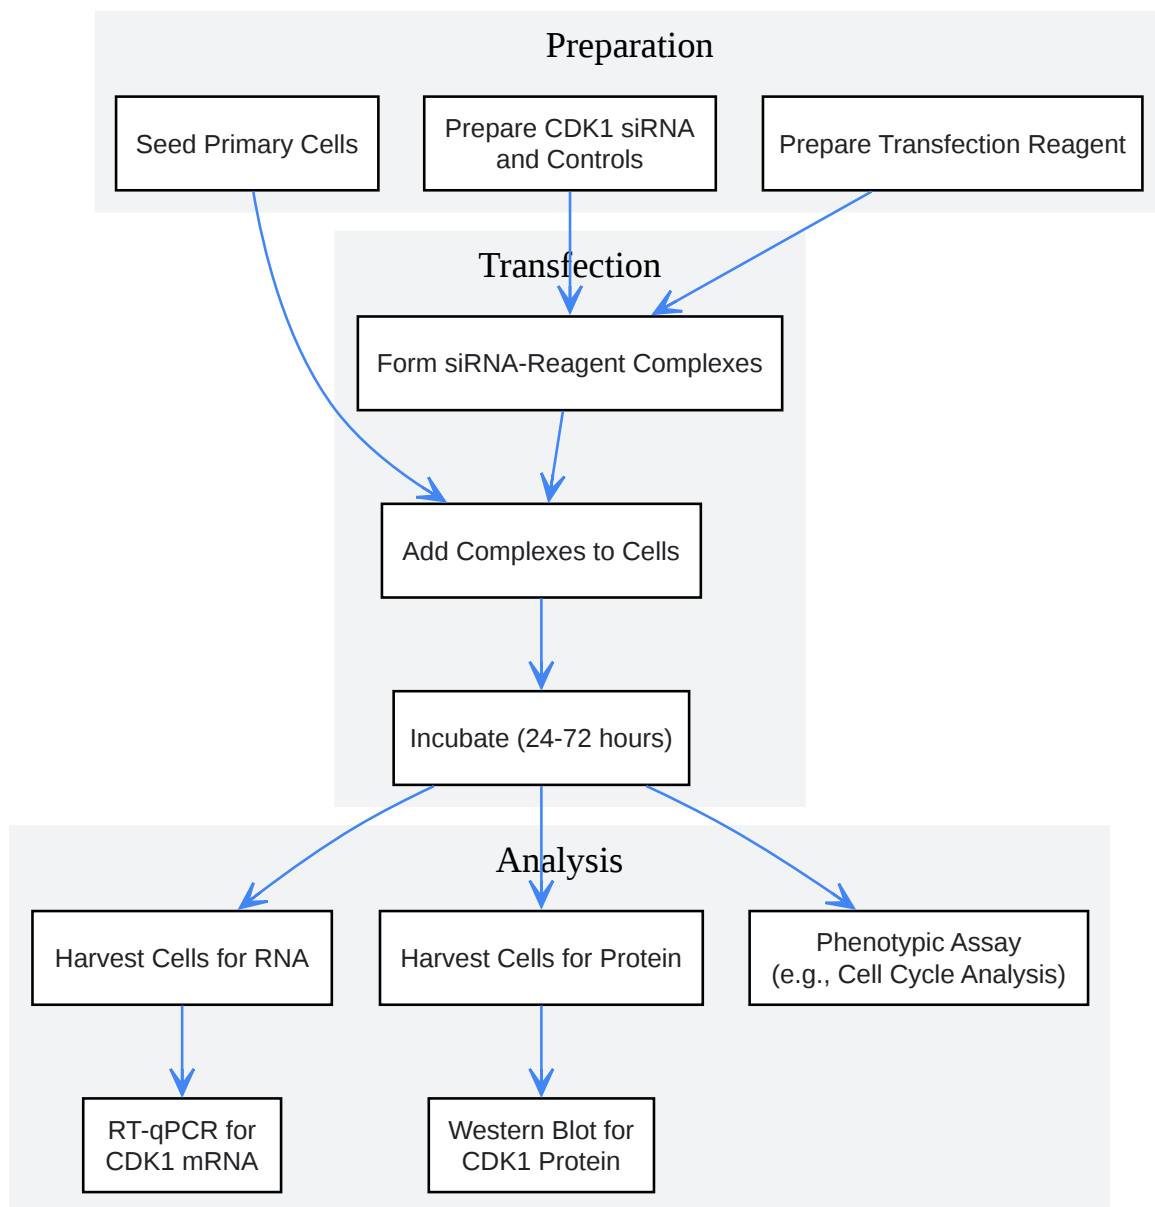 Preparation
Seed Primary Cells
Prepare CDK1 siRNA
and Controls
Prepare Transfection Reagent
Transfection
Form siRNA-Reagent Complexes
Add Complexes to Cells
Incubate (24-72 hours)
Analysis
Harvest Cells for RNA
Harvest Cells for Protein
Phenotypic Assay
(e.g., Cell Cycle Analysis)
RT-qPCR for
CDK1 mRNA
Western Blot for
CDK1 Protein